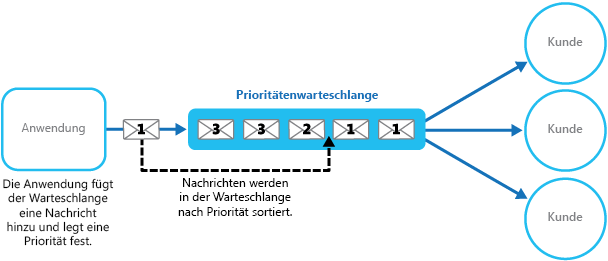 Kunde
Prioritätenwarteschlange
Anwendung
1
3 3 2 1 1
Kunde
Die Anwendung fügt
der Warteschlange
eine Nachricht
hinzu und legt eine
Priorität fest.
Nachrichten werden
in der Warteschlange
nach Priorität sortiert.
Kunde